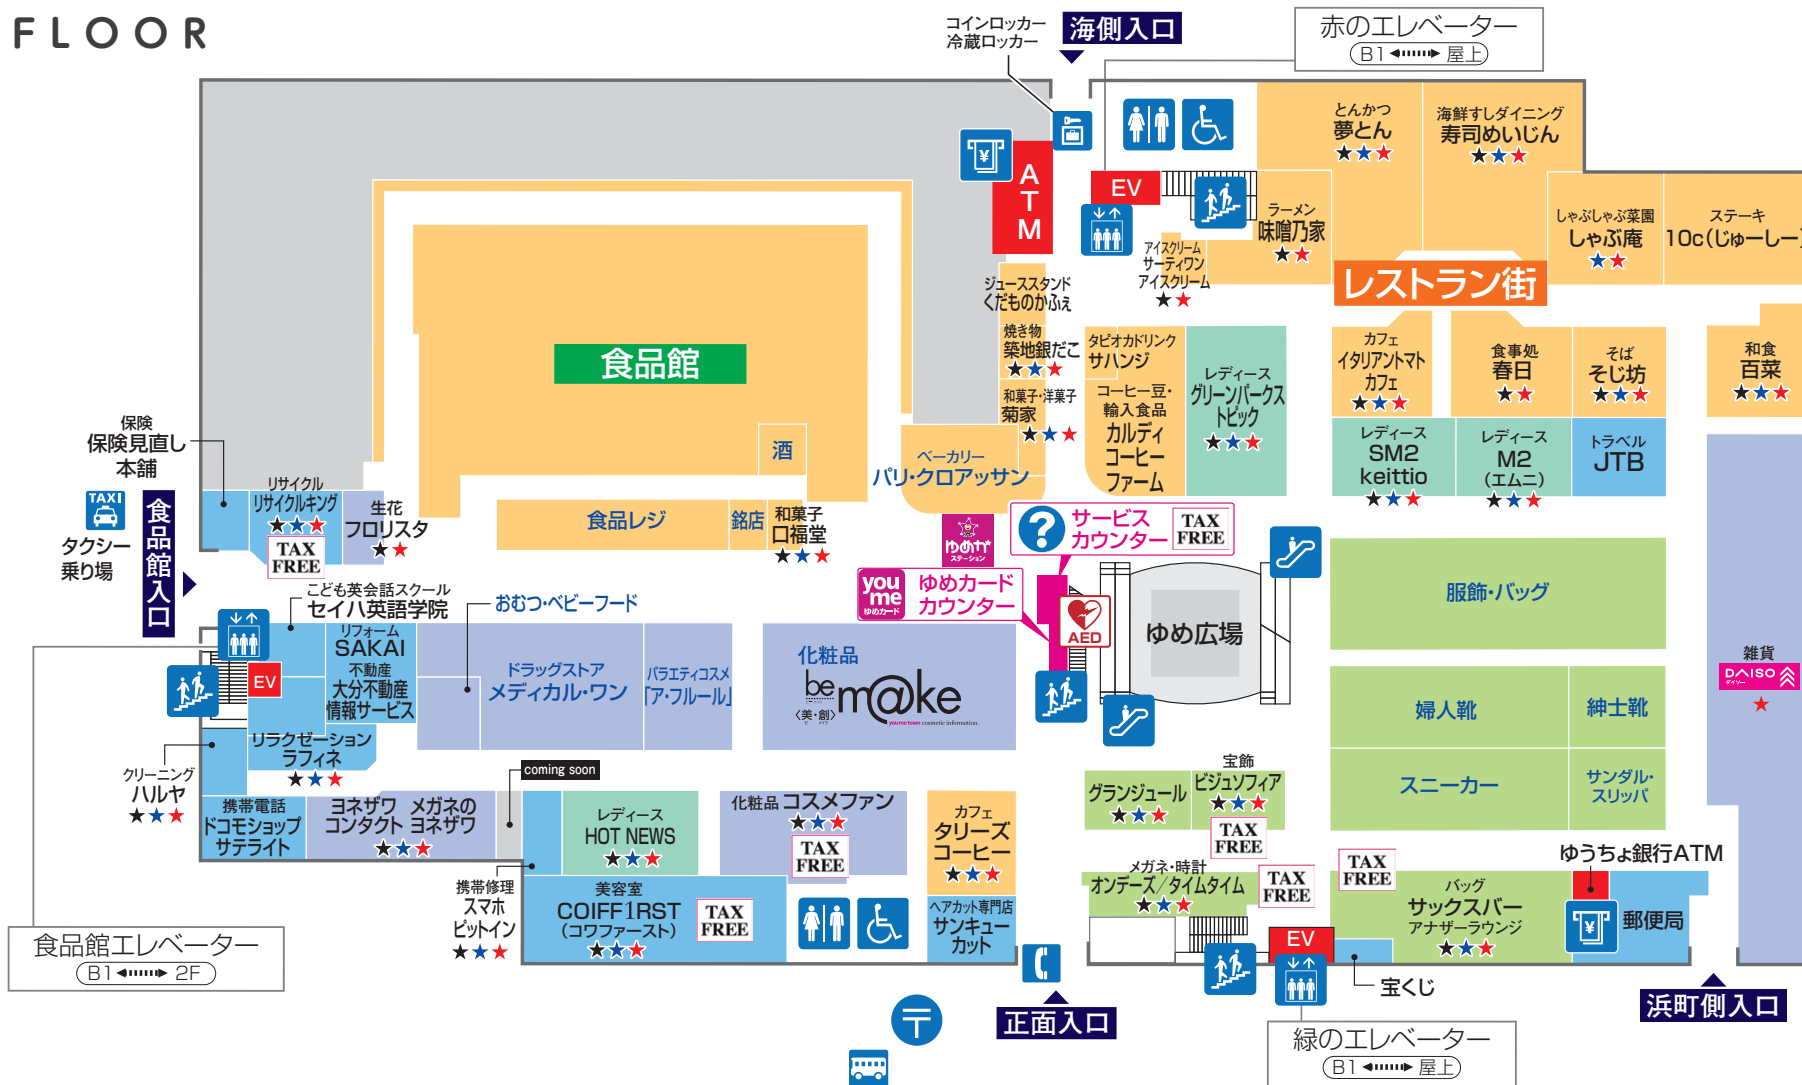 FLOOR
コインロッカー
冷蔵ロッカー
海側入口
赤のエレベーター
B1 屋上
¥
ATM
EV
とんかつ
夢とん
★★★
海鮮すしダイニング
寿司めいじん
★★★
ラーメン
味噌乃家
★★
しゃぶしゃぶ菜園
しゃぶ庵
★★
ステーキ
10c(じゅーしー)
アイスクリーム
サーティワン
アイスクリーム
★★
レストラン街
ジューススタンド
くだものかふぇ
焼き物
築地銀だこ
★★★
和菓子・洋菓子
菊家
★★★
タピオカドリンク
サハンジ
コーヒー豆・
輸入食品
カルディ
コーヒー
ファーム
レディース
グリーンパークス
トピック
★★★
カフェ
イタリアントマト
カフェ
★★★
食事処
春日
★★
そば
そじ坊
★★★
和食
百菜
★★★
レディース
SM2
keittio
★★★
レディース
M2
(エムニ)
★★★
トラベル
JTB
食品館
酒
ベーカリー
パリ・クロアッサン
食品レジ
銘店
和菓子
口福堂
★★★
保険
保険見直し
本舗
リサイクル
リサイクルキング
★★★
TAX
FREE
生花
フロリスタ
★★
TAXI
タクシー
乗り場
食品館入口
ゆめか
ステーション
?
サービス
カウンター
TAX
FREE
you
me
ゆめカード
ゆめカード
カウンター
AED
ゆめ広場
服飾・バッグ
婦人靴
紳士靴
スニーカー
サンダル・
スリッパ
雑貨
DAISO
ダイソー
★
こども英会話スクール
セイハ英語学院
リフォーム
SAKAI
不動産
大分不動産
情報サービス
おむつ・ベビーフード
ドラッグストア
メディカル・ワン
バラエティコスメ
「ア・フルール」
化粧品
be m@ke
〈美・創〉
youme town cosmetic information.
EV
リラクゼーション
ラフィネ
★★★
クリーニング
ハルヤ
★★★
携帯電話
ドコモショップ
サテライト
ヨネザワ メガネの
コンタクト ヨネザワ
★★★
coming soon
レディース
HOT NEWS
★★★
化粧品 コスメファン
★★★
TAX
FREE
カフェ
タリーズ
コーヒー
★★★
携帯修理
スマホ
ピットイン
★★★
美容室
COIFF1RST
(コワファースト)
★★★
TAX
FREE
ヘアカット専門店
サンキュー
カット
グランジュール
★★★
宝飾
ビジュソフィア
★★★
TAX
FREE
メガネ・時計
オンデーズ/タイムタイム
★★★
TAX
FREE
TAX
FREE
バッグ
サックスバー
アナザーラウンジ
★★★
ゆうちょ銀行ATM
¥
郵便局
EV
宝くじ
食品館エレベーター
B1 2F
〒
正面入口
浜町側入口
緑のエレベーター
B1 屋上